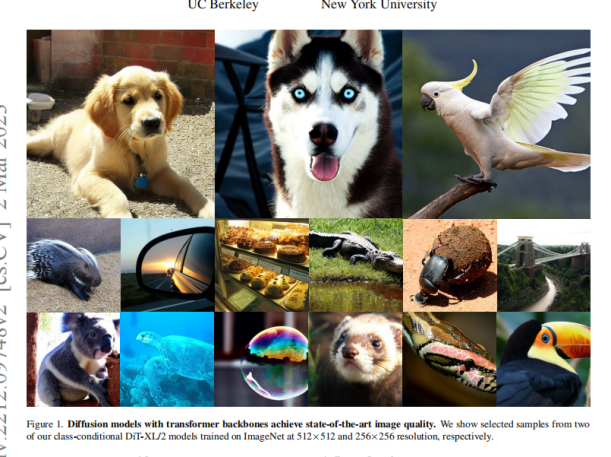 UC Berkeley New York University
Figure 1. Diffusion models with transformer backbones achieve state-of-the-art image quality. We show selected samples from two
of our class-conditional DiT-XL/2 models trained on ImageNet at 512×512 and 256×256 resolution, respectively.
iv:2212.09748v2 [cs.CV] 2 Mar 2023